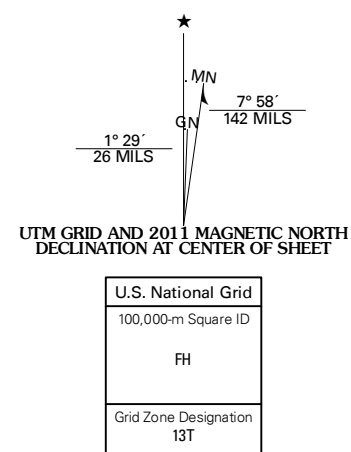 ★
MN
7° 58´
142 MILS
GN
1° 29´
26 MILS
UTM GRID AND 2011 MAGNETIC NORTH
DECLINATION AT CENTER OF SHEET
U.S. National Grid
100,000-m Square ID
FH
Grid Zone Designation
13T